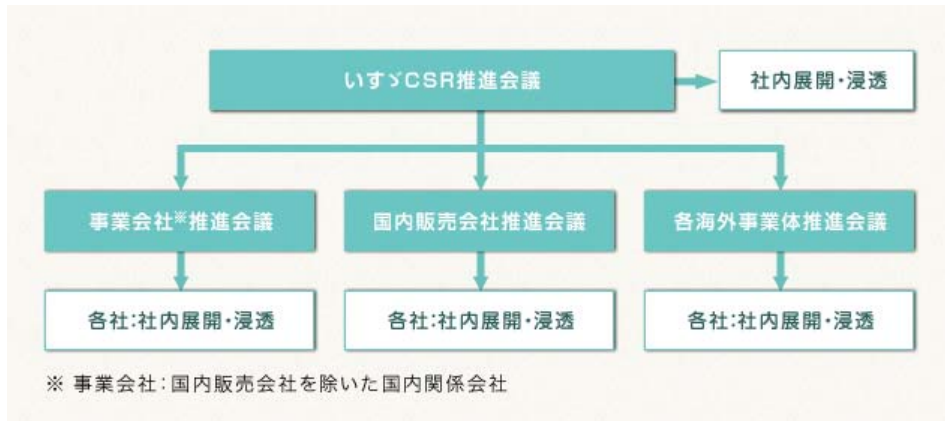 いすゞCSR推進会議
社内展開・浸透
事業会社※推進会議
国内販売会社推進会議
各海外事業体推進会議
各社：社内展開・浸透
各社：社内展開・浸透
各社：社内展開・浸透
※ 事業会社：国内販売会社を除いた国内関係会社